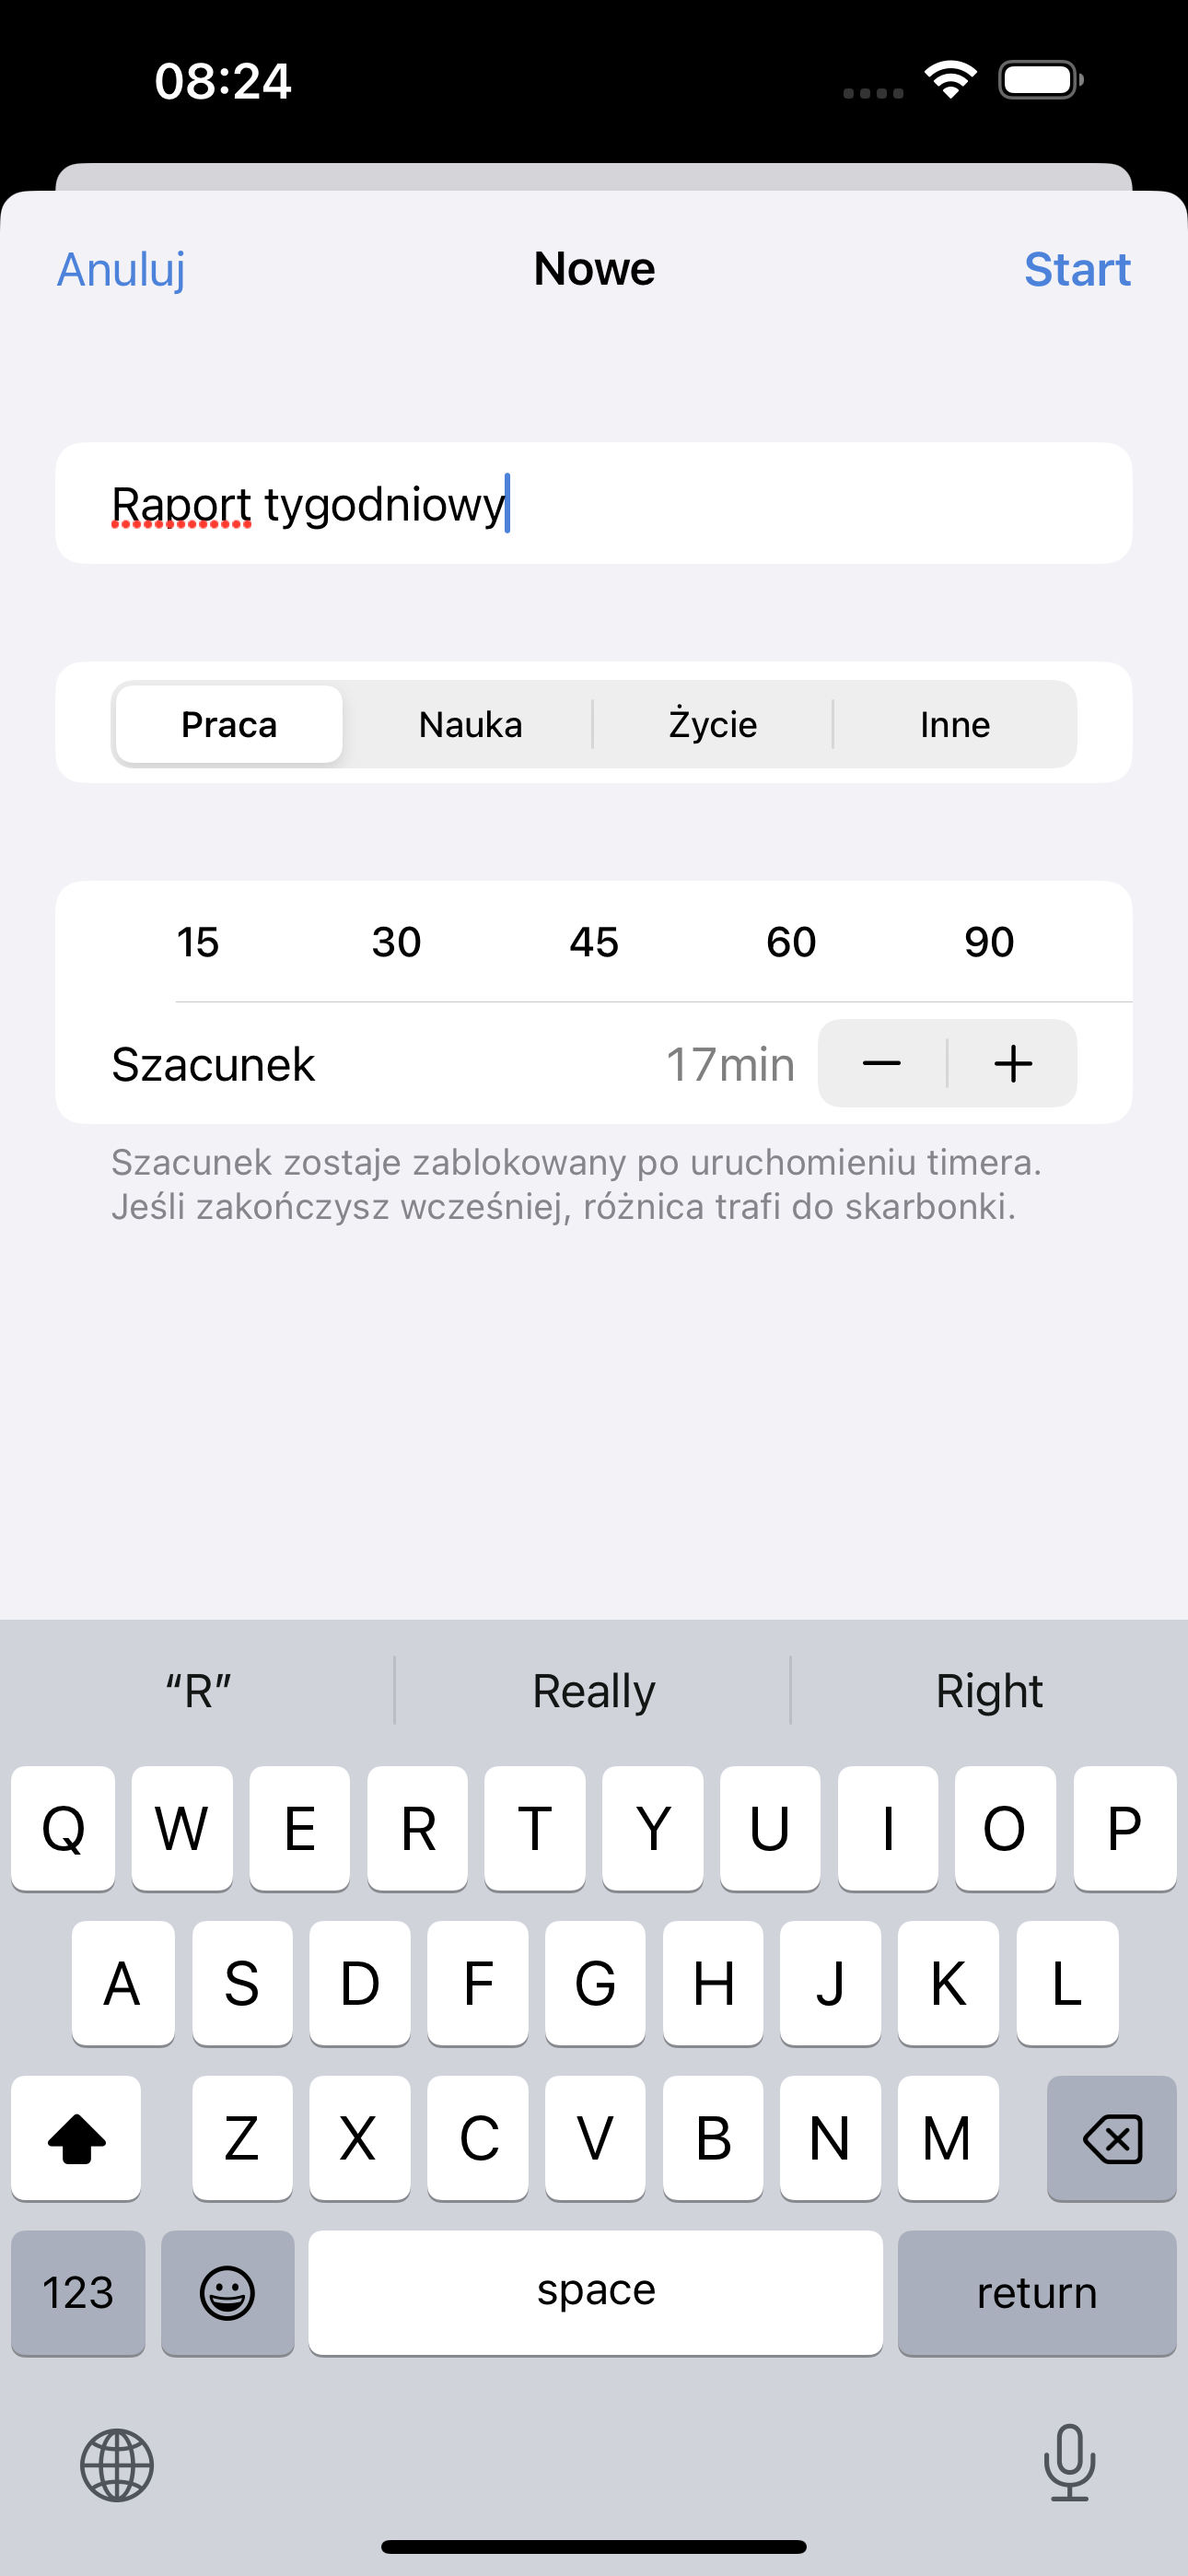 08:24
Anuluj Nowe Start
Raport tygodniowy
Praca Nauka Życie Inne
15 30 45 60 90
Szacunek 17min − +
Szacunek zostaje zablokowany po uruchomieniu timera.
Jeśli zakończysz wcześniej, różnica trafi do skarbonki.
“R” Really Right
Q W E R T Y U I O P
A S D F G H J K L
Z X C V B N M
123 space return